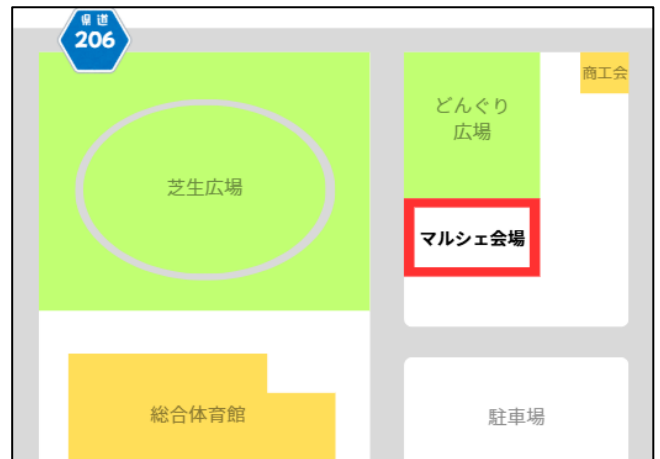 県道
206
商工会
どんぐり
広場
芝生広場
マルシェ会場
総合体育館
駐車場